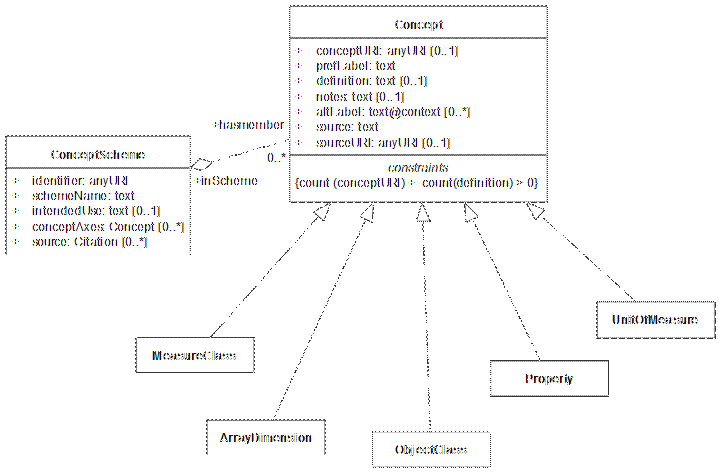 Concept
+ conceptURI: anyURI [0..1]
+ prefLabel: text
+ definition: text [0..1]
+ notes: text [0..1]
+ altLabel: text@context [0..*]
+ source: text
+ sourceURI: anyURI [0..1]
constraints
{count (conceptURI) + count(definition) > 0}
+hasmember
0..*
+inScheme
ConceptScheme
+ identifier: anyURI
+ schemeName: text
+ intendedUse: text [0..1]
+ conceptAxes: Concept [0..*]
+ source: Citation [0..*]
UnitOfMeasure
MeasureClass
Property
ArrayDimension
ObjectClass